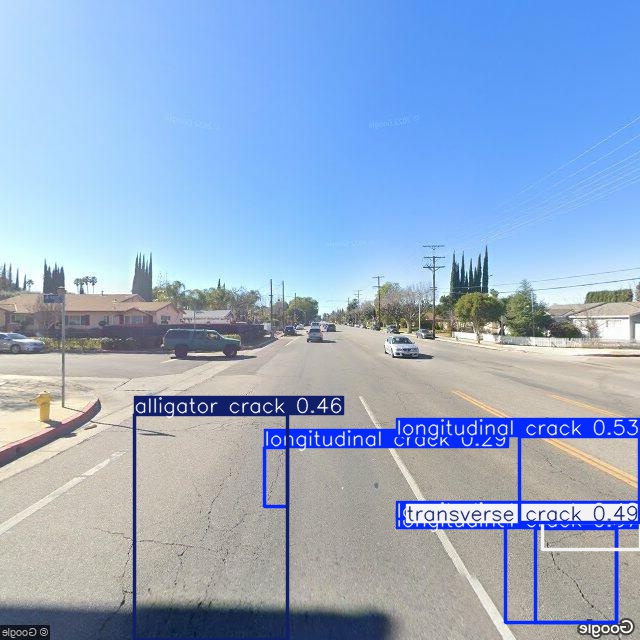 alligator crack 0.46
longitudinal crack 0.53
longitudinal crack 0.29
transverse crack 0.49
© Google
Google